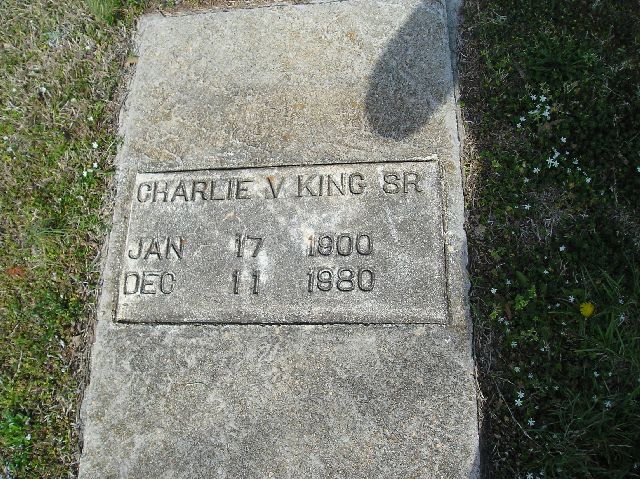 CHARLIE V KING SR
JAN 17 1900
DEC 11 1980